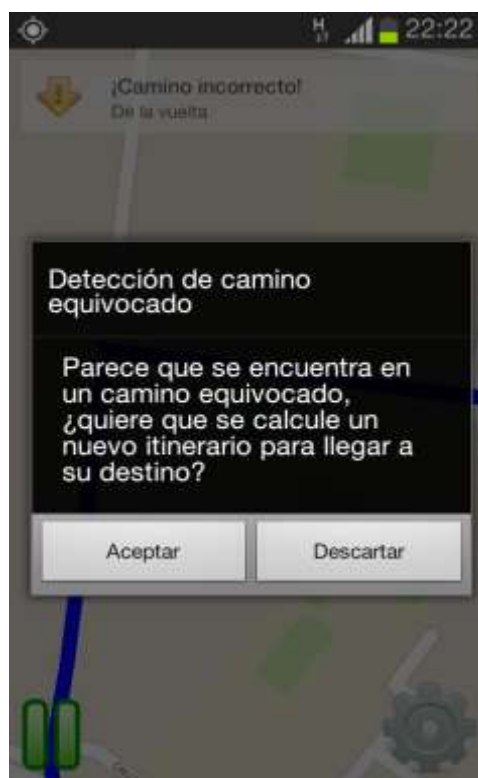 H
22:22
¡Camino incorrecto!
De la vuelta
Detección de camino
equivocado
Parece que se encuentra en
un camino equivocado,
¿quiere que se calcule un
nuevo itinerario para llegar a
su destino?
Aceptar
Descartar